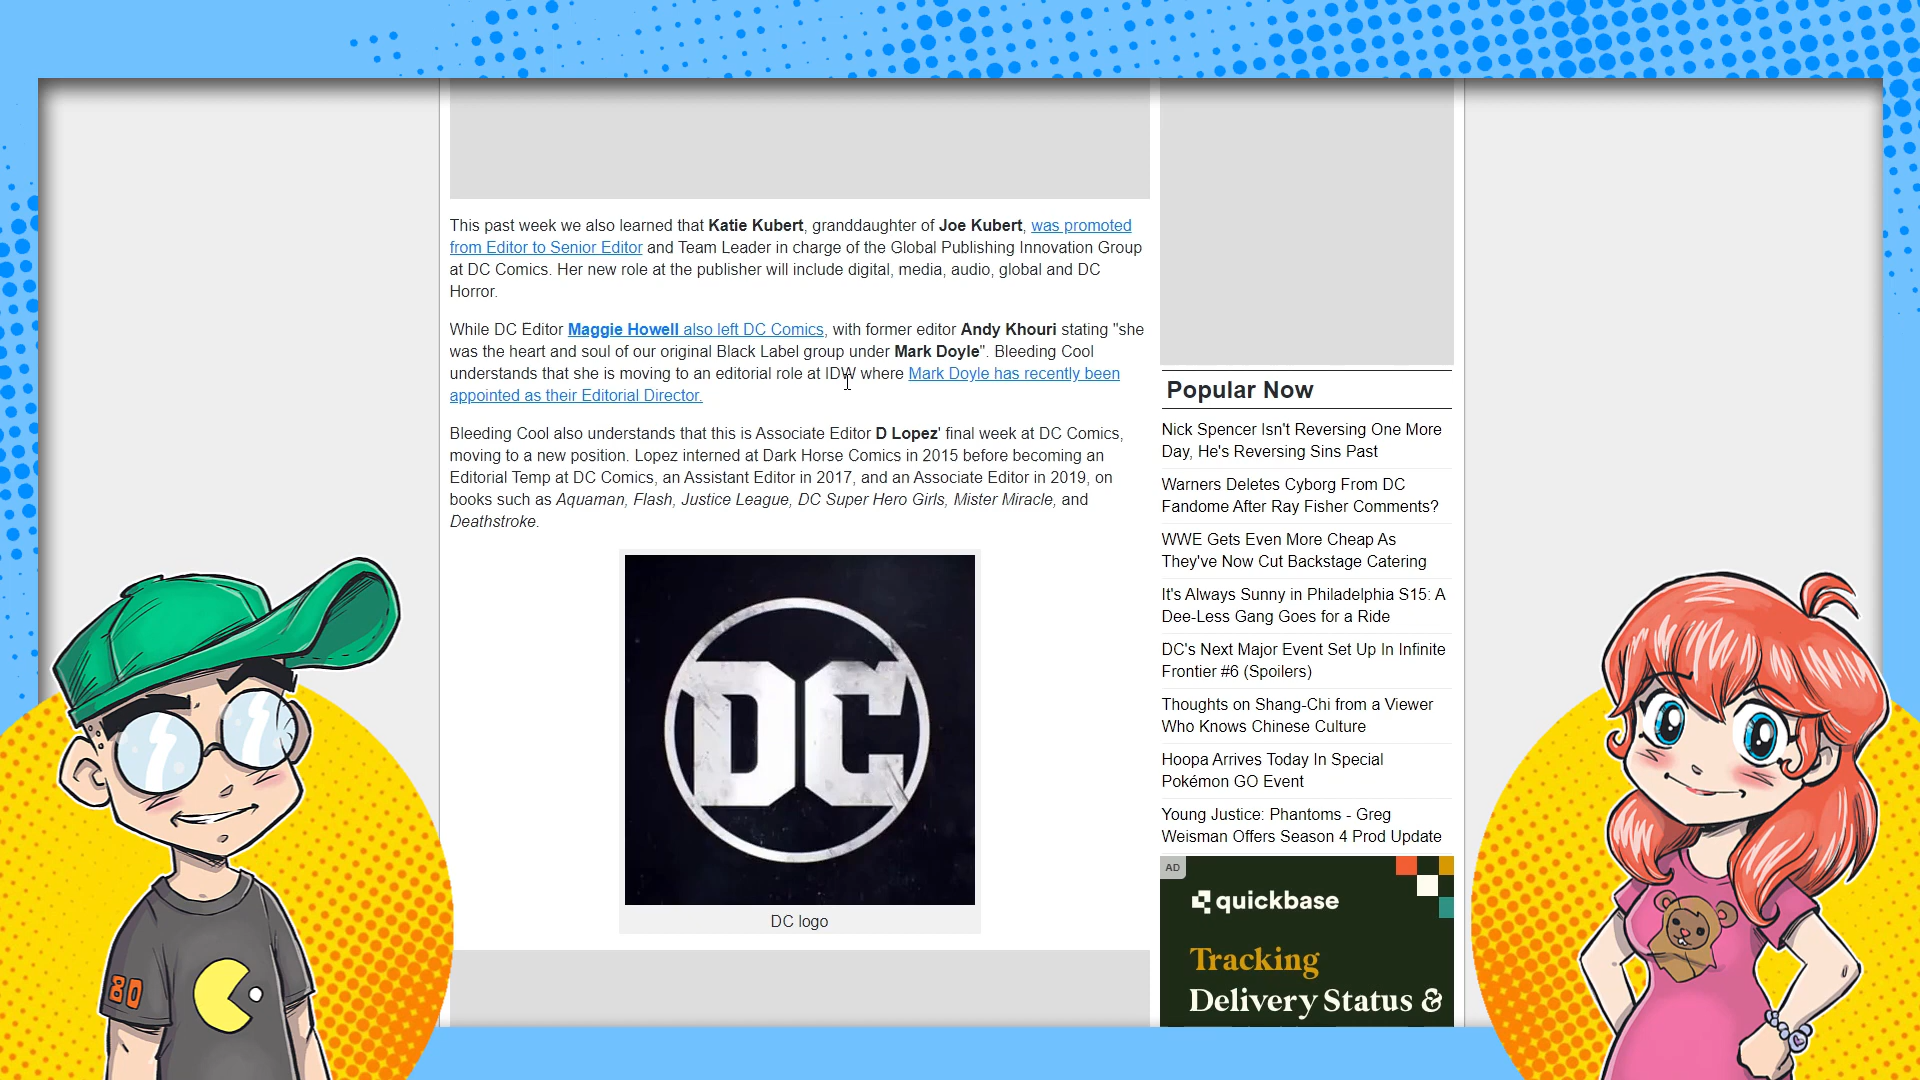 This past week we also learned that Katie Kubert, granddaughter of Joe Kubert, was promoted
from Editor to Senior Editor and Team Leader in charge of the Global Publishing Innovation Group
at DC Comics. Her new role at the publisher will include digital, media, audio, global and DC
Horror.
While DC Editor Maggie Howell also left DC Comics, with former editor Andy Khouri stating "she
was the heart and soul of our original Black Label group under Mark Doyle". Bleeding Cool
understands that she is moving to an editorial role at IDW where Mark Doyle has recently been
appointed as their Editorial Director.
Bleeding Cool also understands that this is Associate Editor D Lopez' final week at DC Comics,
moving to a new position. Lopez interned at Dark Horse Comics in 2015 before becoming an
Editorial Temp at DC Comics, an Assistant Editor in 2017, and an Associate Editor in 2019, on
books such as Aquaman, Flash, Justice League, DC Super Hero Girls, Mister Miracle, and
Deathstroke.
DC
DC logo
Popular Now
Nick Spencer Isn't Reversing One More
Day, He's Reversing Sins Past
Warners Deletes Cyborg From DC
Fandome After Ray Fisher Comments?
WWE Gets Even More Cheap As
They've Now Cut Backstage Catering
It's Always Sunny in Philadelphia S15: A
Dee-Less Gang Goes for a Ride
DC's Next Major Event Set Up In Infinite
Frontier #6 (Spoilers)
Thoughts on Shang-Chi from a Viewer
Who Knows Chinese Culture
Hoopa Arrives Today In Special
Pokémon GO Event
Young Justice: Phantoms - Greg
Weisman Offers Season 4 Prod Update
AD
quickbase
Tracking
Delivery Status &
80